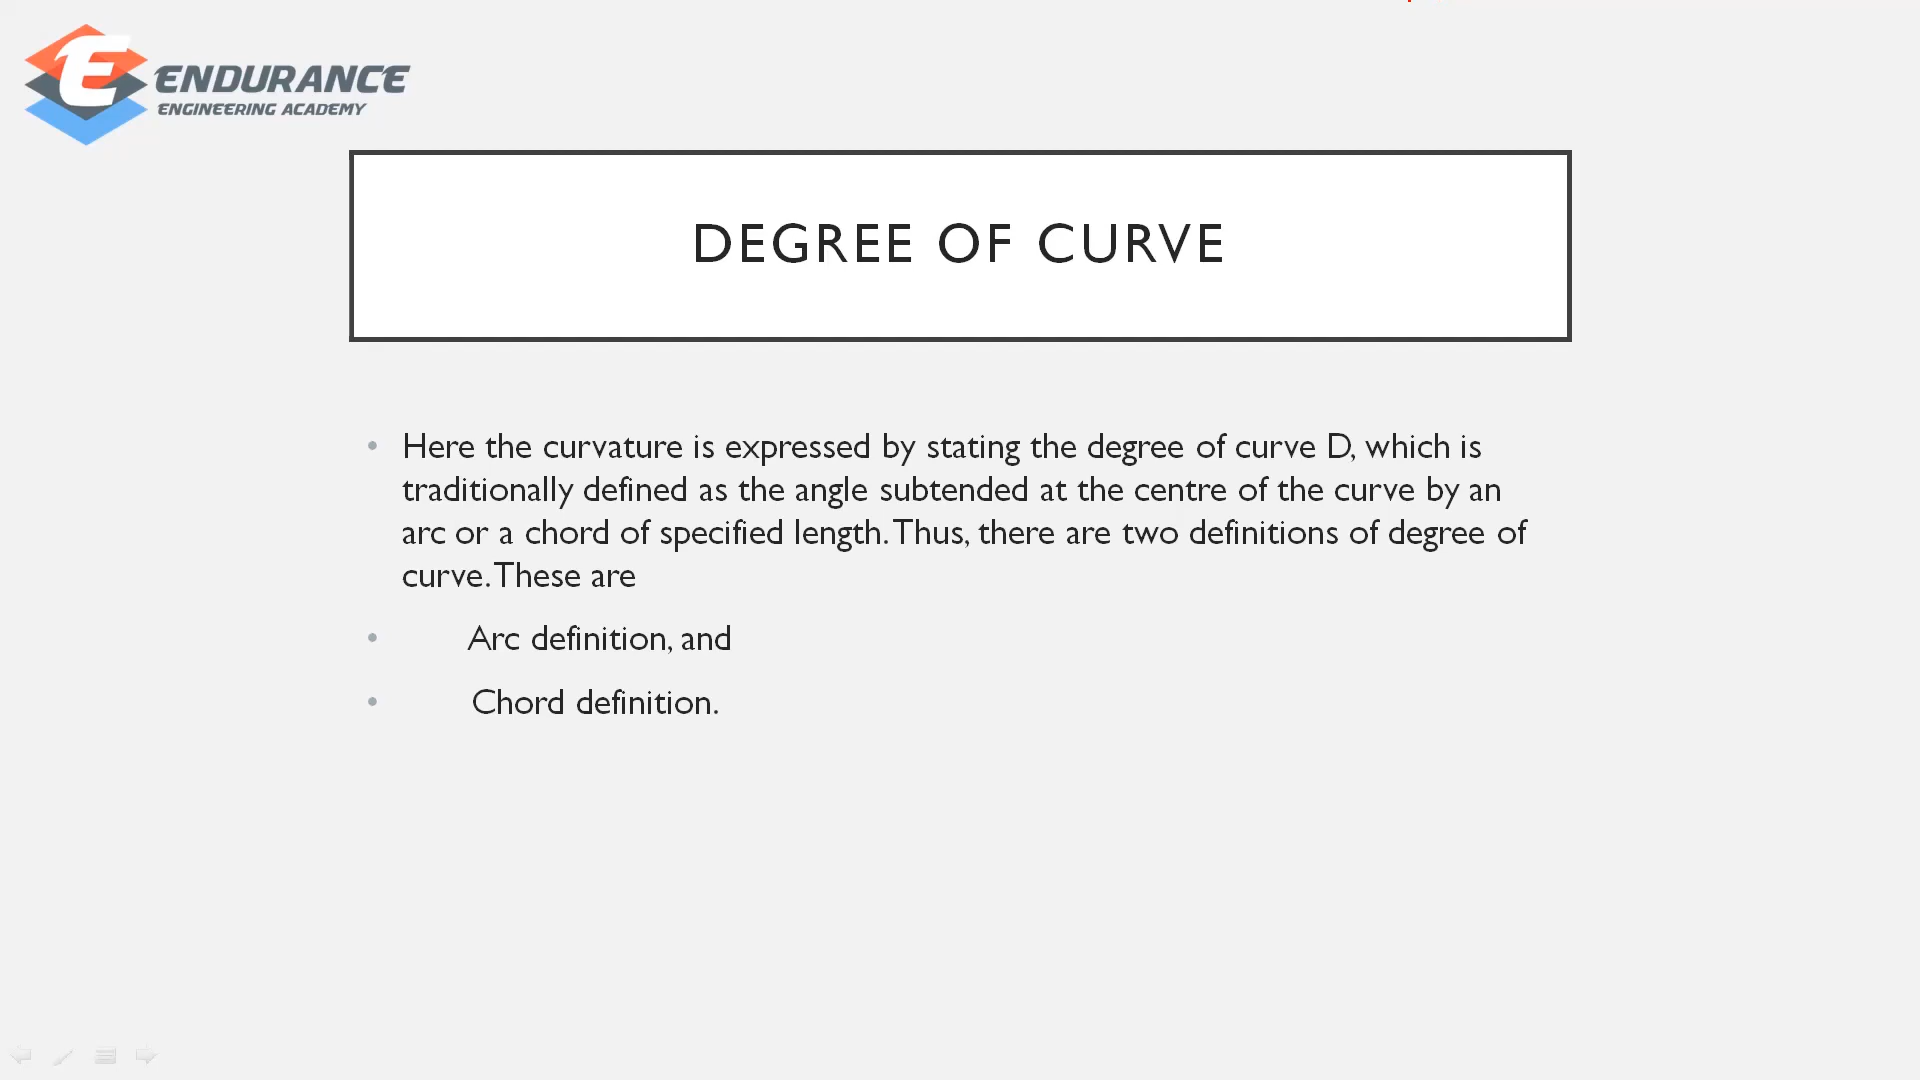 ENDURANCE
ENGINEERING ACADEMY
DEGREE OF CURVE
• Here the curvature is expressed by stating the degree of curve D, which is
traditionally defined as the angle subtended at the centre of the curve by an
arc or a chord of specified length. Thus, there are two definitions of degree of
curve. These are
• Arc definition, and
• Chord definition.